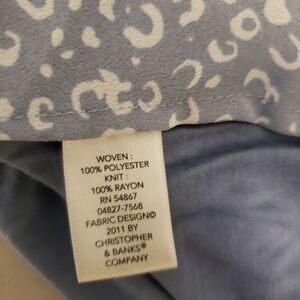 WOVEN :
100% POLYESTER
KNIT :
100% RAYON
RN 54867
04827-7568
FABRIC DESIGN©
2011 BY
CHRISTOPHER
& BANKS®
COMPANY